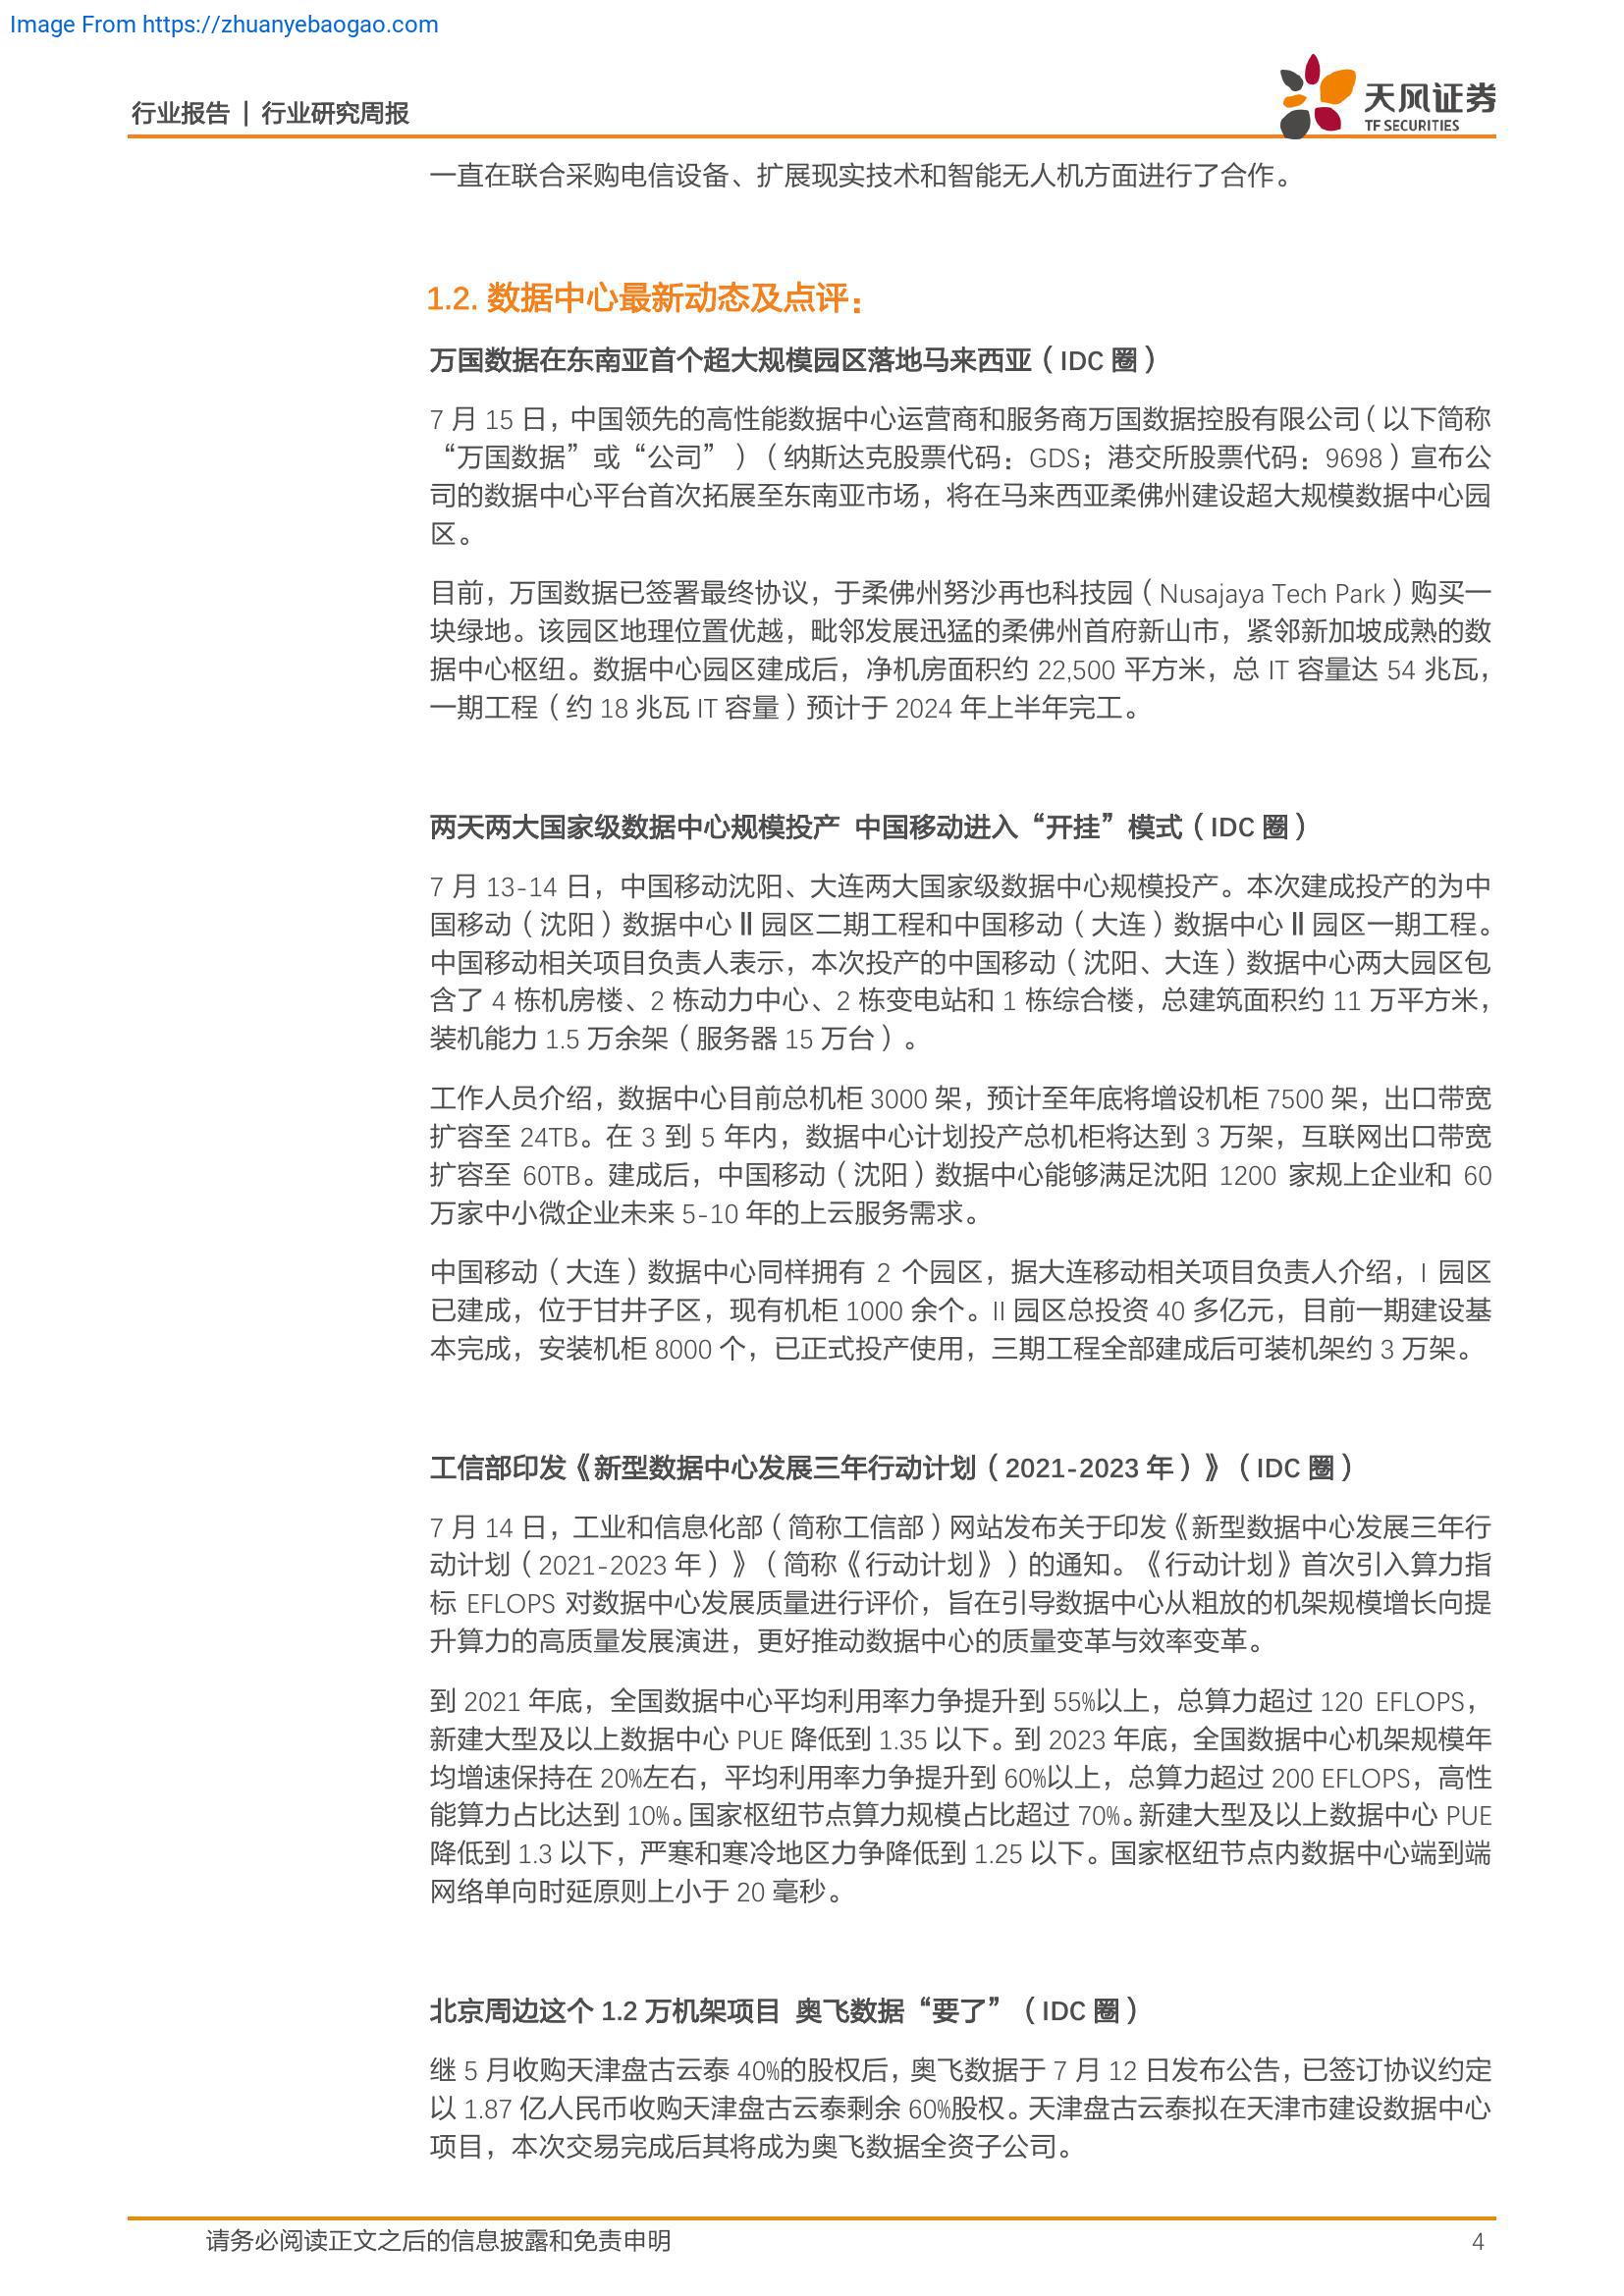 Image From https://zhuanyebaogao.com
行业报告 | 行业研究周报
天风证券
TF SECURITIES
一直在联合采购电信设备、扩展现实技术和智能无人机方面进行了合作。
1.2. 数据中心最新动态及点评：
万国数据在东南亚首个超大规模园区落地马来西亚（IDC 圈）
7 月 15 日，中国领先的高性能数据中心运营商和服务商万国数据控股有限公司（以下简称
“万国数据”或“公司”）（纳斯达克股票代码：GDS；港交所股票代码：9698）宣布公
司的数据中心平台首次拓展至东南亚市场，将在马来西亚柔佛州建设超大规模数据中心园
区。
目前，万国数据已签署最终协议，于柔佛州努沙再也科技园（Nusajaya Tech Park）购买一
块绿地。该园区地理位置优越，毗邻发展迅猛的柔佛州首府新山市，紧邻新加坡成熟的数
据中心枢纽。数据中心园区建成后，净机房面积约 22,500 平方米，总 IT 容量达 54 兆瓦，
一期工程（约 18 兆瓦 IT 容量）预计于 2024 年上半年完工。
两天两大国家级数据中心规模投产 中国移动进入“开挂”模式（IDC 圈）
7 月 13-14 日，中国移动沈阳、大连两大国家级数据中心规模投产。本次建成投产的为中
国移动（沈阳）数据中心Ⅱ园区二期工程和中国移动（大连）数据中心Ⅱ园区一期工程。
中国移动相关项目负责人表示，本次投产的中国移动（沈阳、大连）数据中心两大园区包
含了 4 栋机房楼、2 栋动力中心、2 栋变电站和 1 栋综合楼，总建筑面积约 11 万平方米，
装机能力 1.5 万余架（服务器 15 万台）。
工作人员介绍，数据中心目前总机柜 3000 架，预计至年底将增设机柜 7500 架，出口带宽
扩容至 24TB。在 3 到 5 年内，数据中心计划投产总机柜将达到 3 万架，互联网出口带宽
扩容至 60TB。建成后，中国移动（沈阳）数据中心能够满足沈阳 1200 家规上企业和 60
万家中小微企业未来 5-10 年的上云服务需求。
中国移动（大连）数据中心同样拥有 2 个园区，据大连移动相关项目负责人介绍，I 园区
已建成，位于甘井子区，现有机柜 1000 余个。II 园区总投资 40 多亿元，目前一期建设基
本完成，安装机柜 8000 个，已正式投产使用，三期工程全部建成后可装机架约 3 万架。
工信部印发《新型数据中心发展三年行动计划（2021-2023 年）》（IDC 圈）
7 月 14 日，工业和信息化部（简称工信部）网站发布关于印发《新型数据中心发展三年行
动计划（2021-2023 年）》（简称《行动计划》）的通知。《行动计划》首次引入算力指
标 EFLOPS 对数据中心发展质量进行评价，旨在引导数据中心从粗放的机架规模增长向提
升算力的高质量发展演进，更好推动数据中心的质量变革与效率变革。
到 2021 年底，全国数据中心平均利用率力争提升到 55%以上，总算力超过 120 EFLOPS，
新建大型及以上数据中心 PUE 降低到 1.35 以下。到 2023 年底，全国数据中心机架规模年
均增速保持在 20%左右，平均利用率力争提升到 60%以上，总算力超过 200 EFLOPS，高性
能算力占比达到 10%。国家枢纽节点算力规模占比超过 70%。新建大型及以上数据中心 PUE
降低到 1.3 以下，严寒和寒冷地区力争降低到 1.25 以下。国家枢纽节点内数据中心端到端
网络单向时延原则上小于 20 毫秒。
北京周边这个 1.2 万机架项目 奥飞数据“要了”（IDC 圈）
继 5 月收购天津盘古云泰 40%的股权后，奥飞数据于 7 月 12 日发布公告，已签订协议约定
以 1.87 亿人民币收购天津盘古云泰剩余 60%股权。天津盘古云泰拟在天津市建设数据中心
项目，本次交易完成后其将成为奥飞数据全资子公司。
请务必阅读正文之后的信息披露和免责申明
4